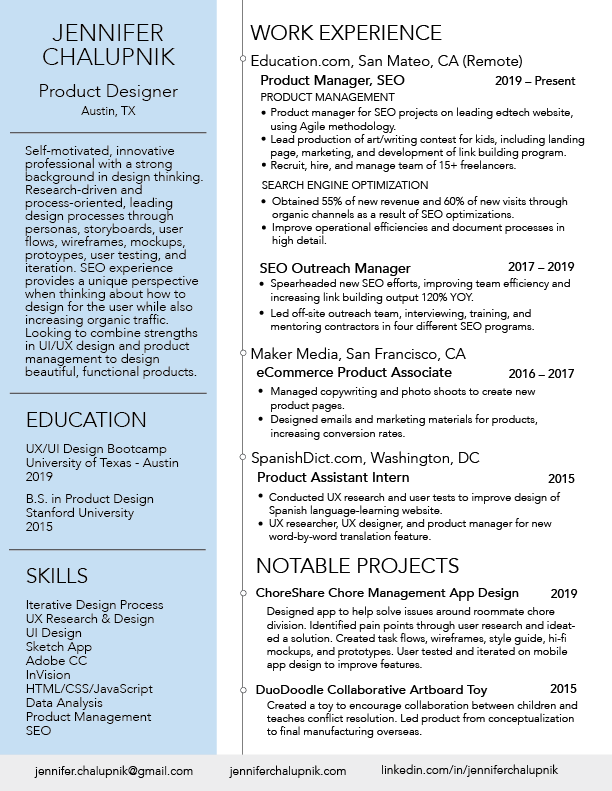 JENNIFER
CHALUPNIK
Product Designer
Austin, TX
Self-motivated, innovative
professional with a strong
background in design thinking.
Research-driven and
process-oriented, leading
design processes through
personas, storyboards, user
flows, wireframes, mockups,
protoypes, user testing, and
iteration. SEO experience
provides a unique perspective
when thinking about how to
design for the user while also
increasing organic traffic.
Looking to combine strengths
in UI/UX design and product
management to design
beautiful, functional products.
EDUCATION
UX/UI Design Bootcamp
University of Texas - Austin
2019
B.S. in Product Design
Stanford University
2015
SKILLS
Iterative Design Process
UX Research & Design
UI Design
Sketch App
Adobe CC
InVision
HTML/CSS/JavaScript
Data Analysis
Product Management
SEO
WORK EXPERIENCE
Education.com, San Mateo, CA (Remote)
Product Manager, SEO 2019 – Present
PRODUCT MANAGEMENT
• Product manager for SEO projects on leading edtech website,
using Agile methodology.
• Lead production of art/writing contest for kids, including landing
page, marketing, and development of link building program.
• Recruit, hire, and manage team of 15+ freelancers.
SEARCH ENGINE OPTIMIZATION
• Obtained 55% of new revenue and 60% of new visits through
organic channels as a result of SEO optimizations.
• Improve operational efficiencies and document processes in
high detail.
SEO Outreach Manager 2017 – 2019
• Spearheaded new SEO efforts, improving team efficiency and
increasing link building output 120% YOY.
• Led off-site outreach team, interviewing, training, and
mentoring contractors in four different SEO programs.
Maker Media, San Francisco, CA
eCommerce Product Associate 2016 – 2017
• Managed copywriting and photo shoots to create new
product pages.
• Designed emails and marketing materials for products,
increasing conversion rates.
SpanishDict.com, Washington, DC
Product Assistant Intern 2015
• Conducted UX research and user tests to improve design of
Spanish language-learning website.
• UX researcher, UX designer, and product manager for new
word-by-word translation feature.
NOTABLE PROJECTS
ChoreShare Chore Management App Design 2019
Designed app to help solve issues around roommate chore
division. Identified pain points through user research and ideat-
ed a solution. Created task flows, wireframes, style guide, hi-fi
mockups, and prototypes. User tested and iterated on mobile
app design to improve features.
DuoDoodle Collaborative Artboard Toy 2015
Created a toy to encourage collaboration between children and
teaches conflict resolution. Led product from conceptualization
to final manufacturing overseas.
jennifer.chalupnik@gmail.com jenniferchalupnik.com linkedin.com/in/jenniferchalupnik